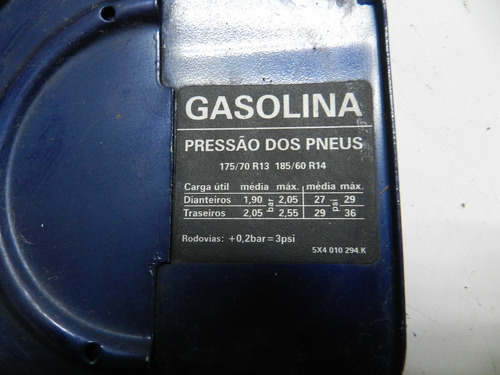 GASOLINA
PRESSÃO DOS PNEUS
175/70 R13 185/60 R14
Carga útil média máx. média máx.
Dianteiros 1,90 bar 2,05 27 psi 29
Traseiros 2,05 2,55 29 36
Rodovias: +0,2bar=3psi
5X4 010 294.K